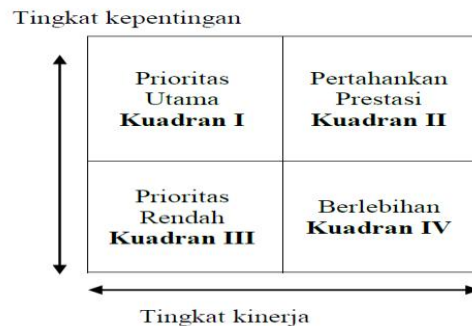 Tingkat kepentingan
Prioritas
Utama
Kuadran I
Pertahankan
Prestasi
Kuadran II
Prioritas
Rendah
Kuadran III
Berlebihan
Kuadran IV
Tingkat kinerja